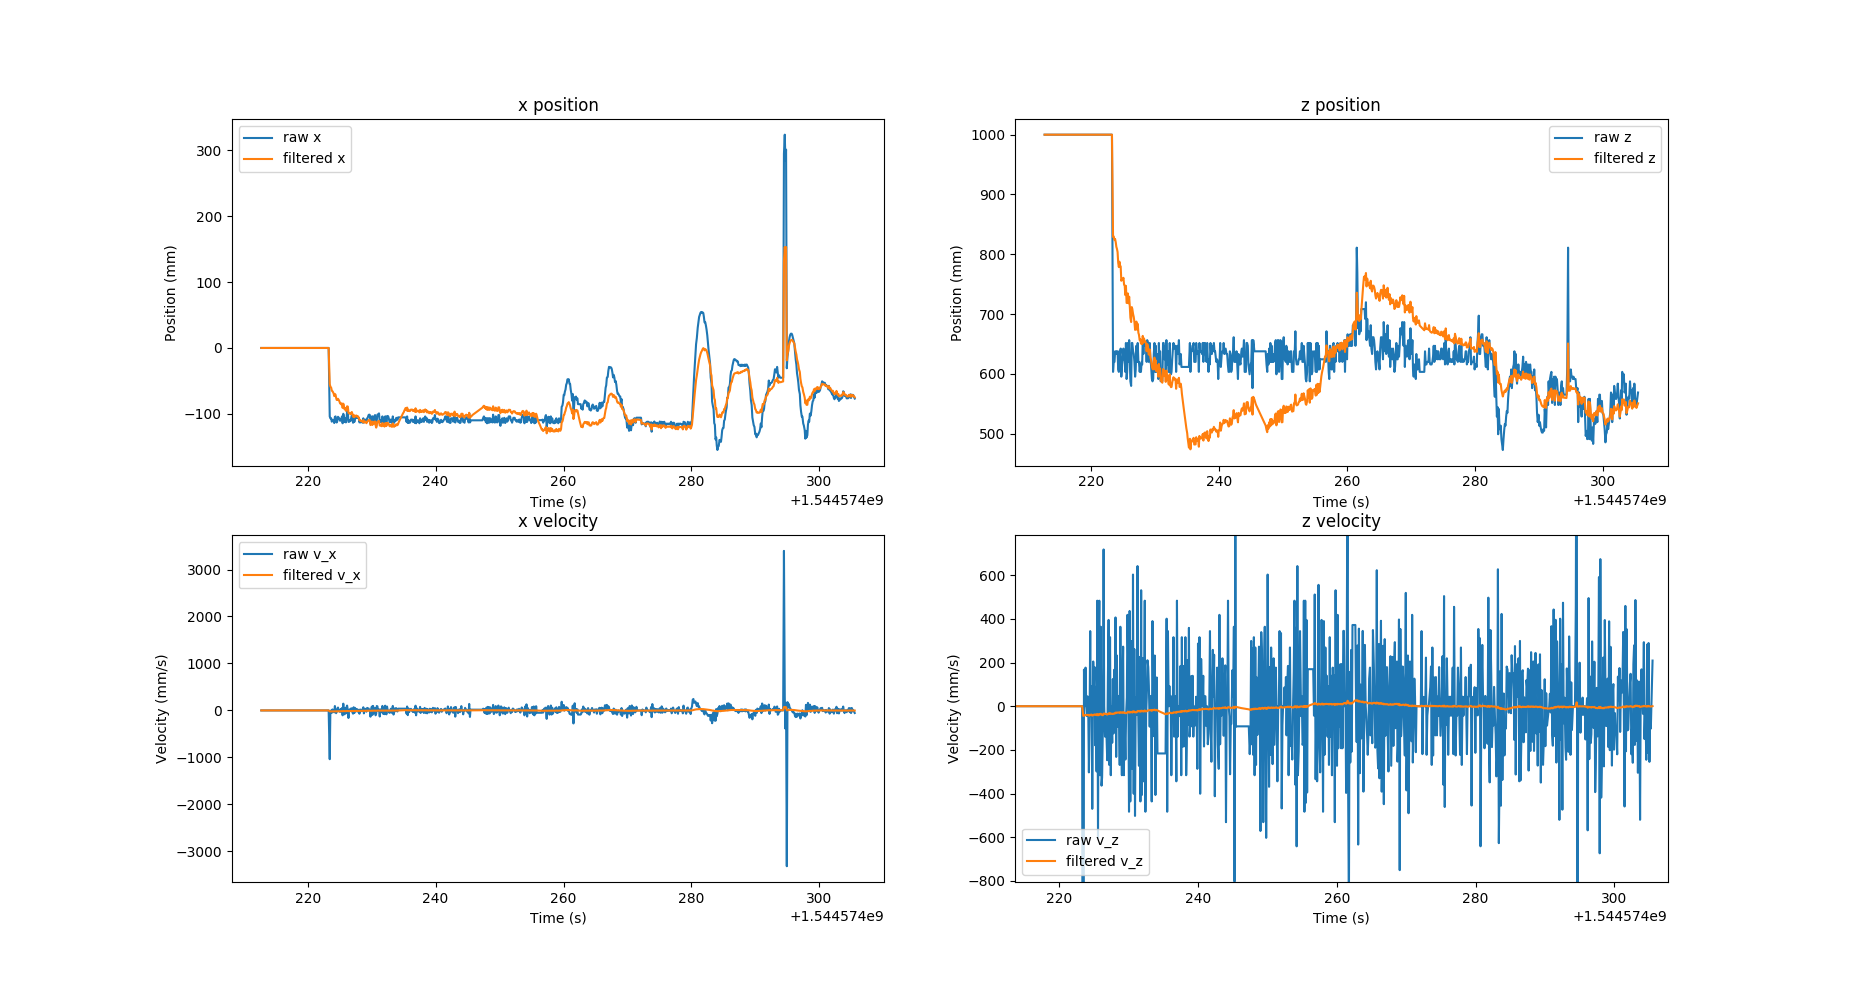 x position
raw x
filtered x
300
200
100
0
−100
Position (mm)
220 240 260 280 300
Time (s)
+1.544574e9
z position
raw z
filtered z
1000
900
800
700
600
500
Position (mm)
220 240 260 280 300
Time (s)
+1.544574e9
x velocity
raw v_x
filtered v_x
3000
2000
1000
0
−1000
−2000
−3000
Velocity (mm/s)
220 240 260 280 300
Time (s)
+1.544574e9
z velocity
600
400
200
0
−200
−400
−600
−800
Velocity (mm/s)
raw v_z
filtered v_z
220 240 260 280 300
Time (s)
+1.544574e9